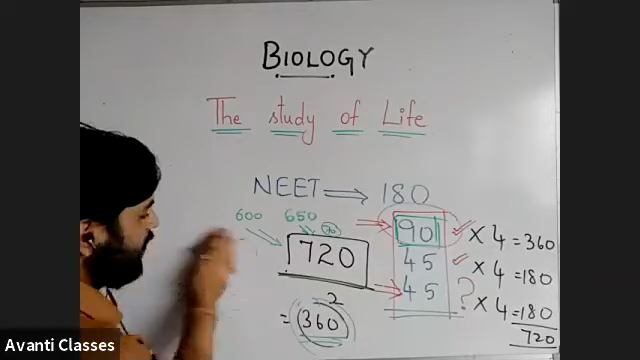 BIOLOGY
The study of Life
NEET ⟹ 180
600 650 90 × 4 = 360
720 45 × 4 = 180
45 ? × 4 = 180
= 360 2 720
Avanti Classes